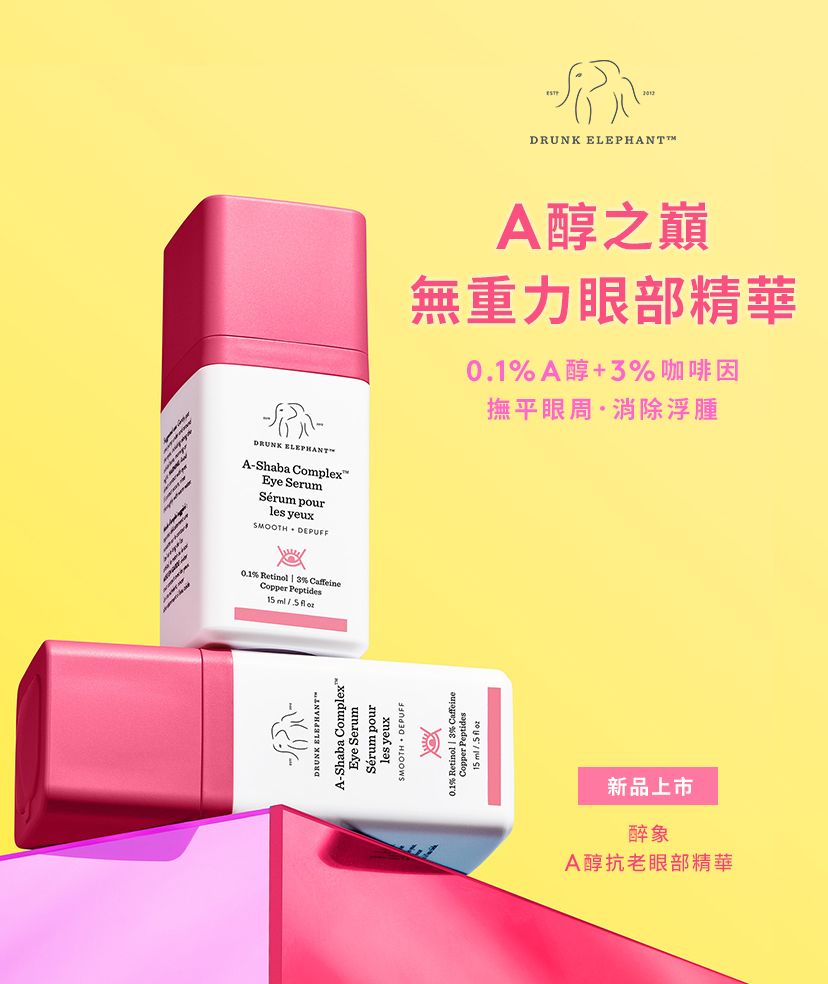 ESTD 2012
DRUNK ELEPHANT™
A醇之巔
無重力眼部精華
0.1% A醇+3%咖啡因
撫平眼周·消除浮腫
DRUNK ELEPHANT™
A-Shaba Complex™
Eye Serum
Sérum pour
les yeux
SMOOTH + DEPUFF
0.1% Retinol | 3% Caffeine
Copper Peptides
15 ml / .5 fl oz
DRUNK ELEPHANT™
A-Shaba Complex™
Eye Serum
Sérum pour
les yeux
SMOOTH + DEPUFF
0.1% Retinol | 3% Caffeine
Copper Peptides
15 ml / .5 fl oz
新品上市
醉象
A醇抗老眼部精華